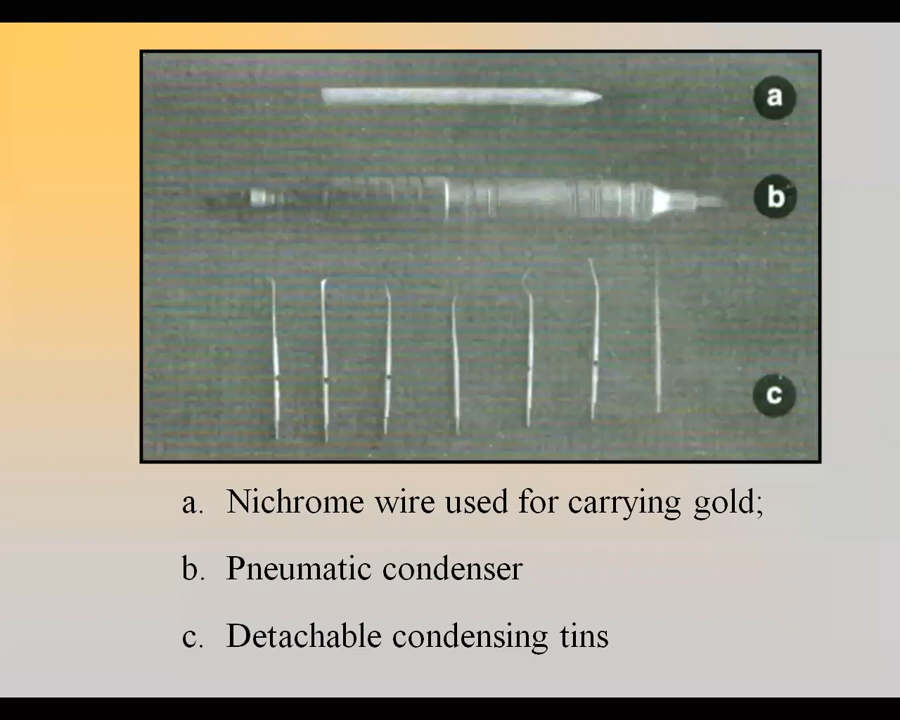 a
b
c
a. Nichrome wire used for carrying gold;
b. Pneumatic condenser
c. Detachable condensing tins